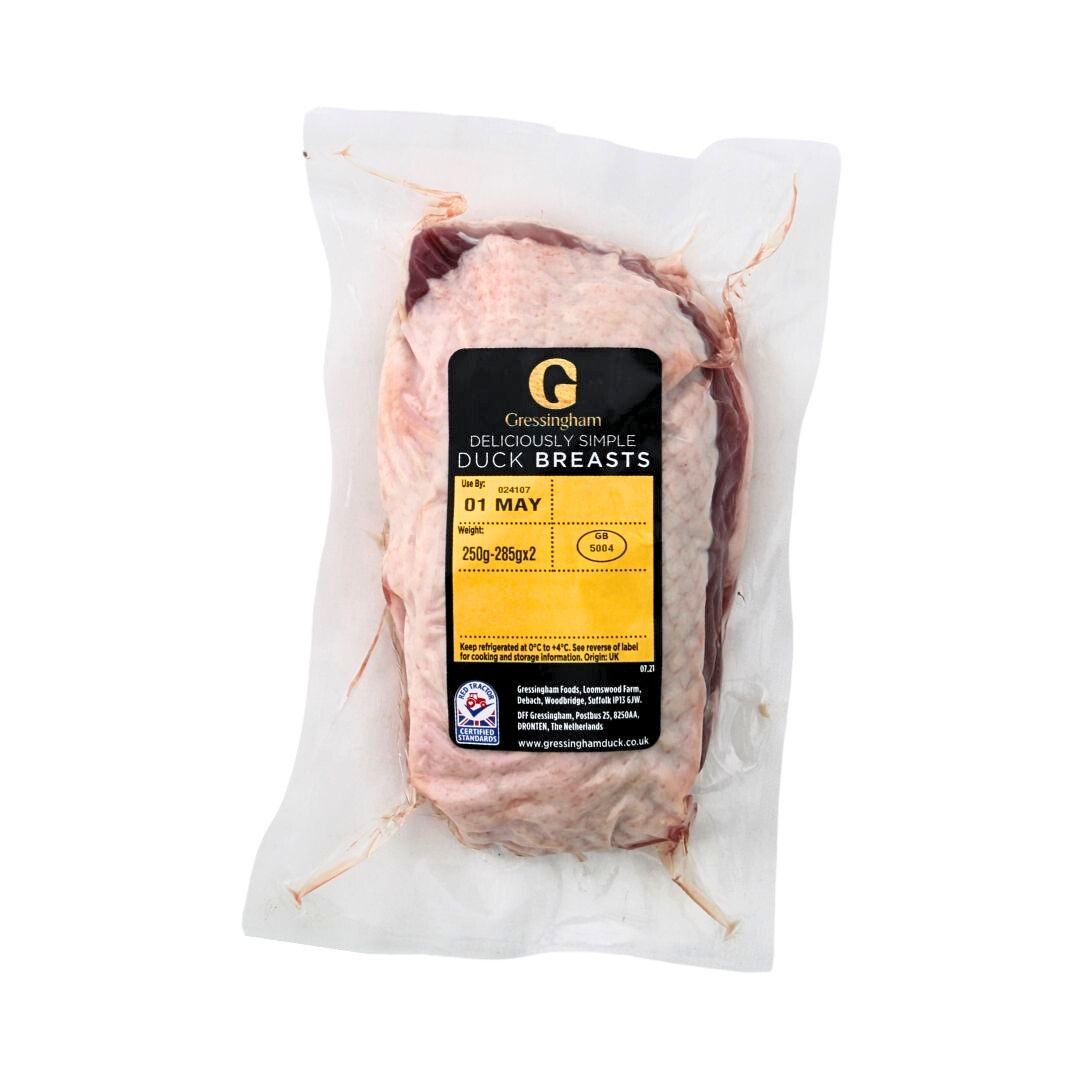 G
Gressingham
DELICIOUSLY SIMPLE
DUCK BREASTS
Use By:
024107
01 MAY
Weight:
250g-285gx2
GB
5004
Keep refrigerated at 0°C to +4°C. See reverse of label
for cooking and storage information. Origin: UK
07.21
RED TRACTOR
CERTIFIED
STANDARDS
Gressingham Foods, Loomswood Farm,
Debach, Woodbridge, Suffolk IP13 6JW.
DFF Gressingham, Postbus 25, 8250AA,
DRONTEN, The Netherlands
www.gressinghamduck.co.uk